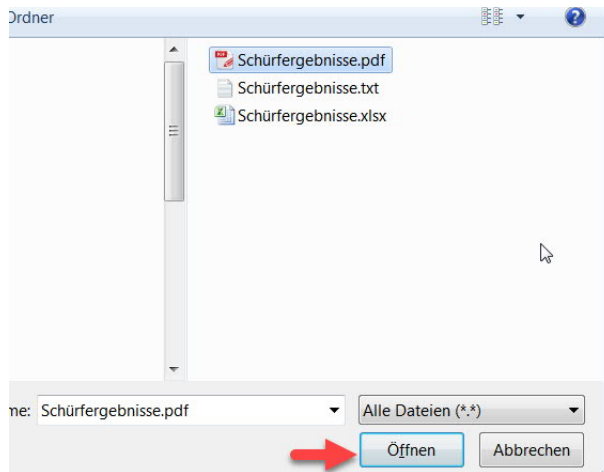 Ordner
Schürfergebnisse.pdf
Schürfergebnisse.txt
Schürfergebnisse.xlsx
me: Schürfergebnisse.pdf Alle Dateien (*.*)
Öffnen Abbrechen